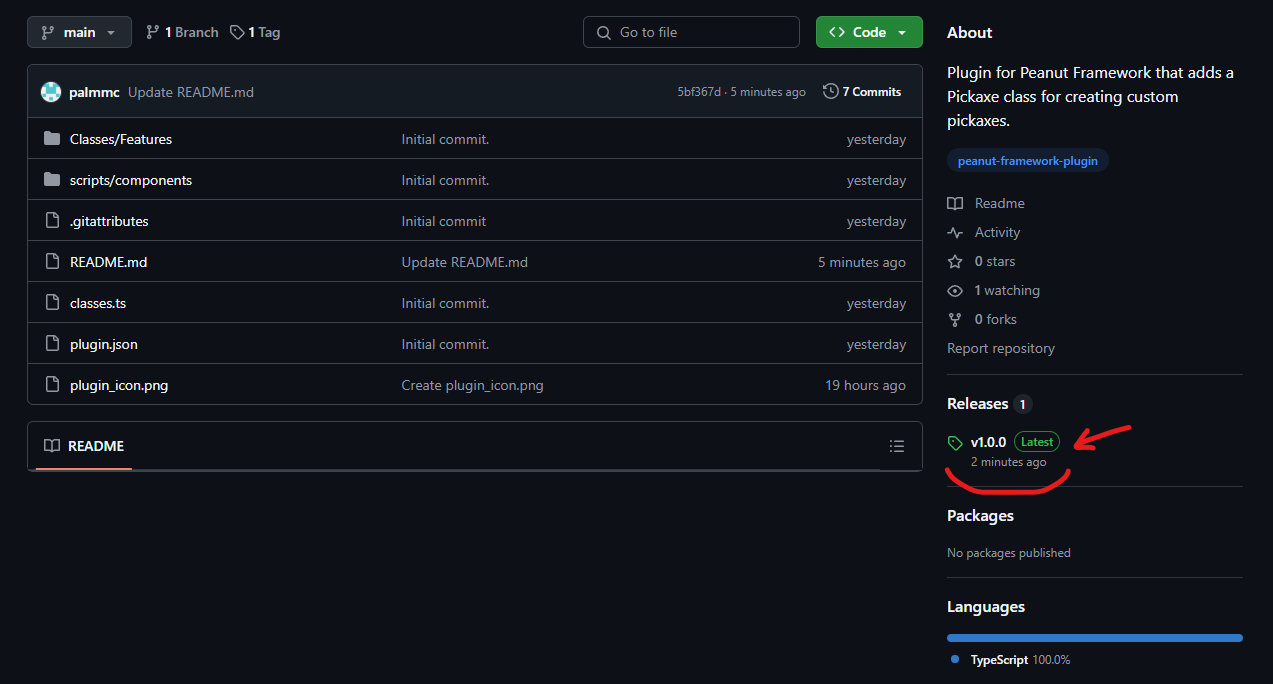 main 1 Branch 1 Tag Go to file Code
palmmc Update README.md 5bf367d · 5 minutes ago 7 Commits
Classes/Features Initial commit. yesterday
scripts/components Initial commit. yesterday
.gitattributes Initial commit yesterday
README.md Update README.md 5 minutes ago
classes.ts Initial commit. yesterday
plugin.json Initial commit. yesterday
plugin_icon.png Create plugin_icon.png 19 hours ago
README
About
Plugin for Peanut Framework that adds a
Pickaxe class for creating custom
pickaxes.
peanut-framework-plugin
Readme
Activity
0 stars
1 watching
0 forks
Report repository
Releases 1
v1.0.0 Latest
2 minutes ago
Packages
No packages published
Languages
TypeScript 100.0%